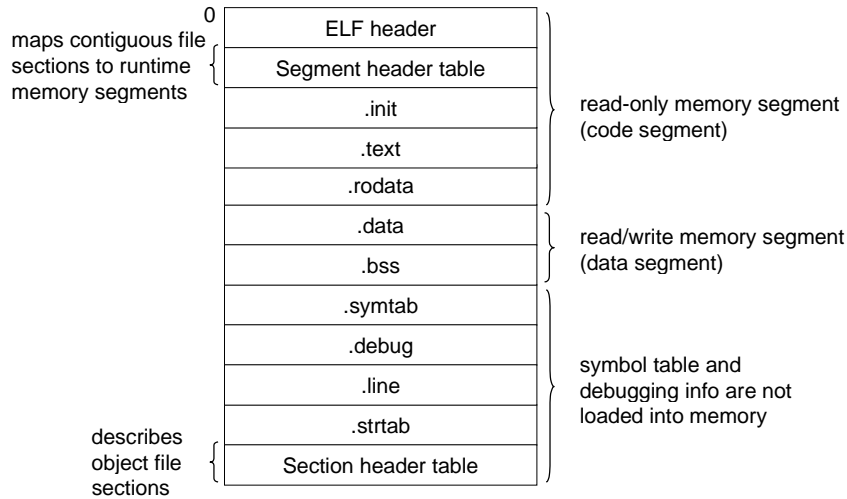 0
ELF header
maps contiguous file
sections to runtime
memory segments
Segment header table
.init
.text
.rodata
read-only memory segment
(code segment)
.data
.bss
read/write memory segment
(data segment)
.symtab
.debug
.line
.strtab
symbol table and
debugging info are not
loaded into memory
describes
object file
sections
Section header table